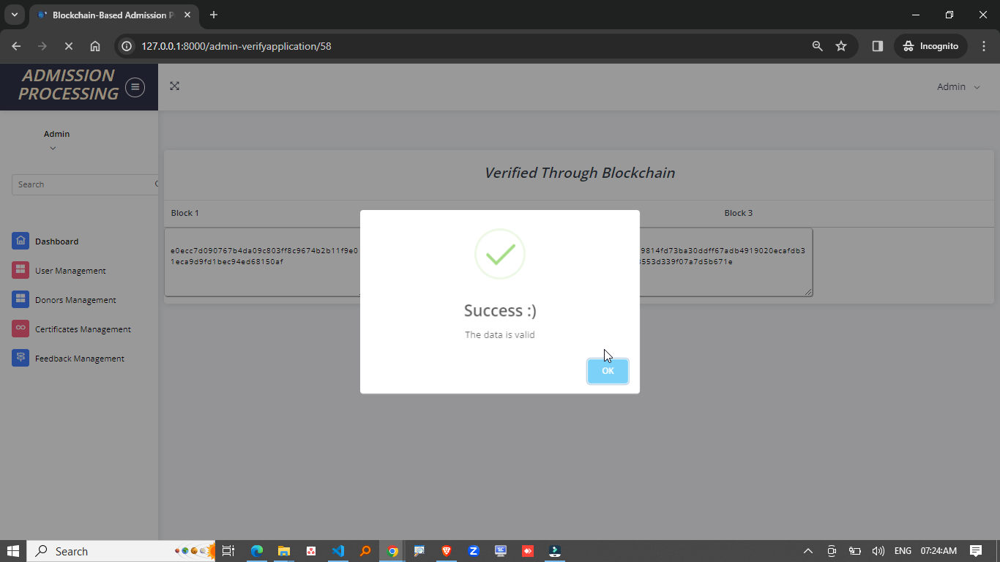 Blockchain-Based Admission P
127.0.0.1:8000/admin-verifyapplication/58
Incognito
ADMISSION
PROCESSING
Admin
Admin
Search
Dashboard
User Management
Donors Management
Certificates Management
Feedback Management
Verified Through Blockchain
Block 1
Block 3
e0ecc7d090767b4da09c803ff8c9674b2b11f9e0
1eca9d9fd1bec94ed68150af
9814fd73ba30ddff67adb4919020ecafdb3
553d339f07a7d5b671e
Success :)
The data is valid
OK
Search
ENG
07:24AM